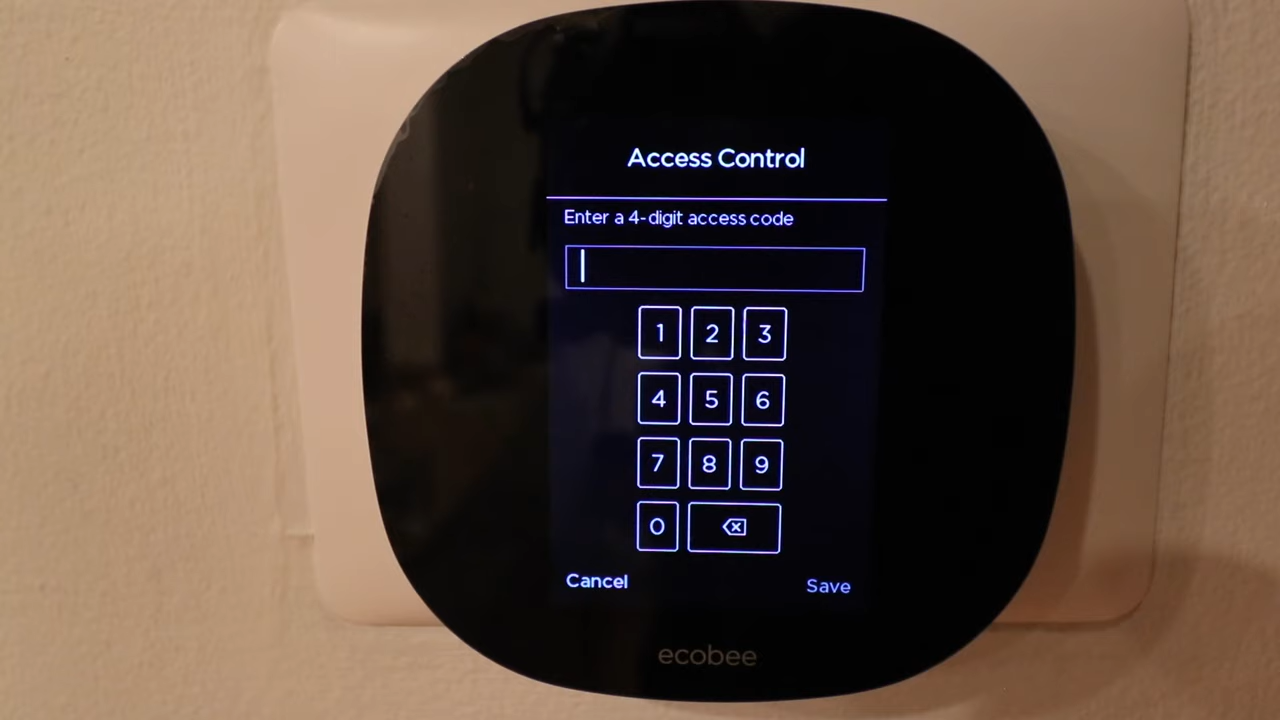 Access Control
Enter a 4-digit access code
1 2 3
4 5 6
7 8 9
0
Cancel Save
ecobee